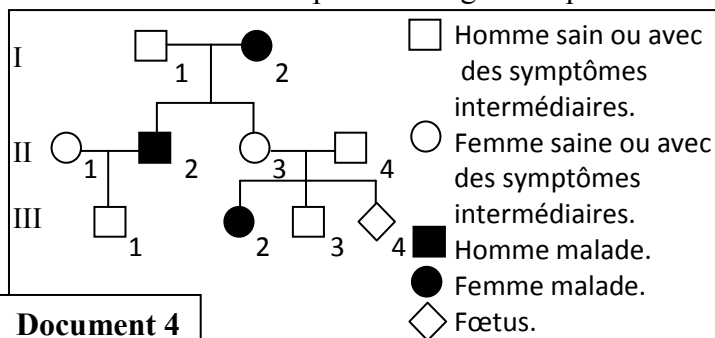 I
1
2
II
1
2
3
4
III
1
2
3
4
Homme sain ou avec
des symptômes
intermédiaires.
Femme saine ou avec
des symptômes
intermédiaires.
Homme malade.
Femme malade.
Fœtus.
Document 4